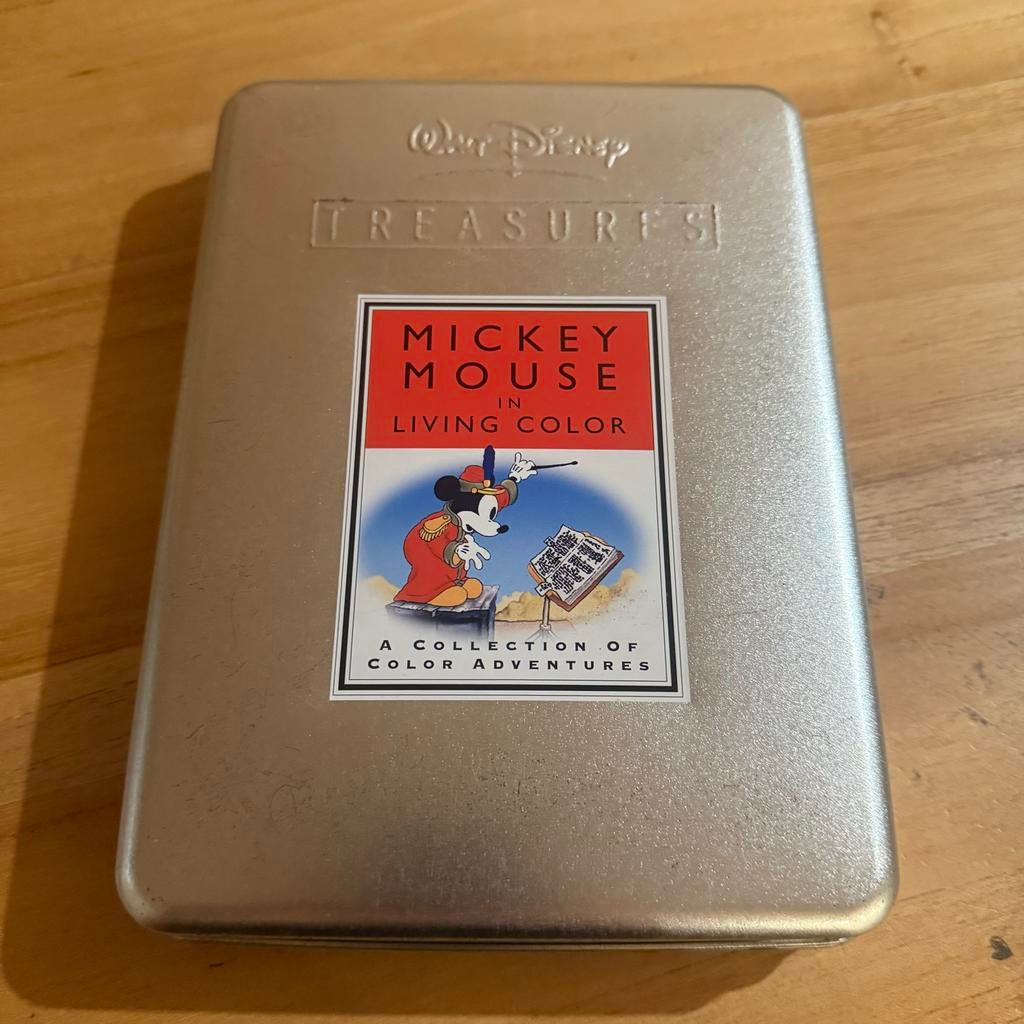 Walt Disney
TREASURES
MICKEY
MOUSE
IN
LIVING COLOR
A COLLECTION OF
COLOR ADVENTURES